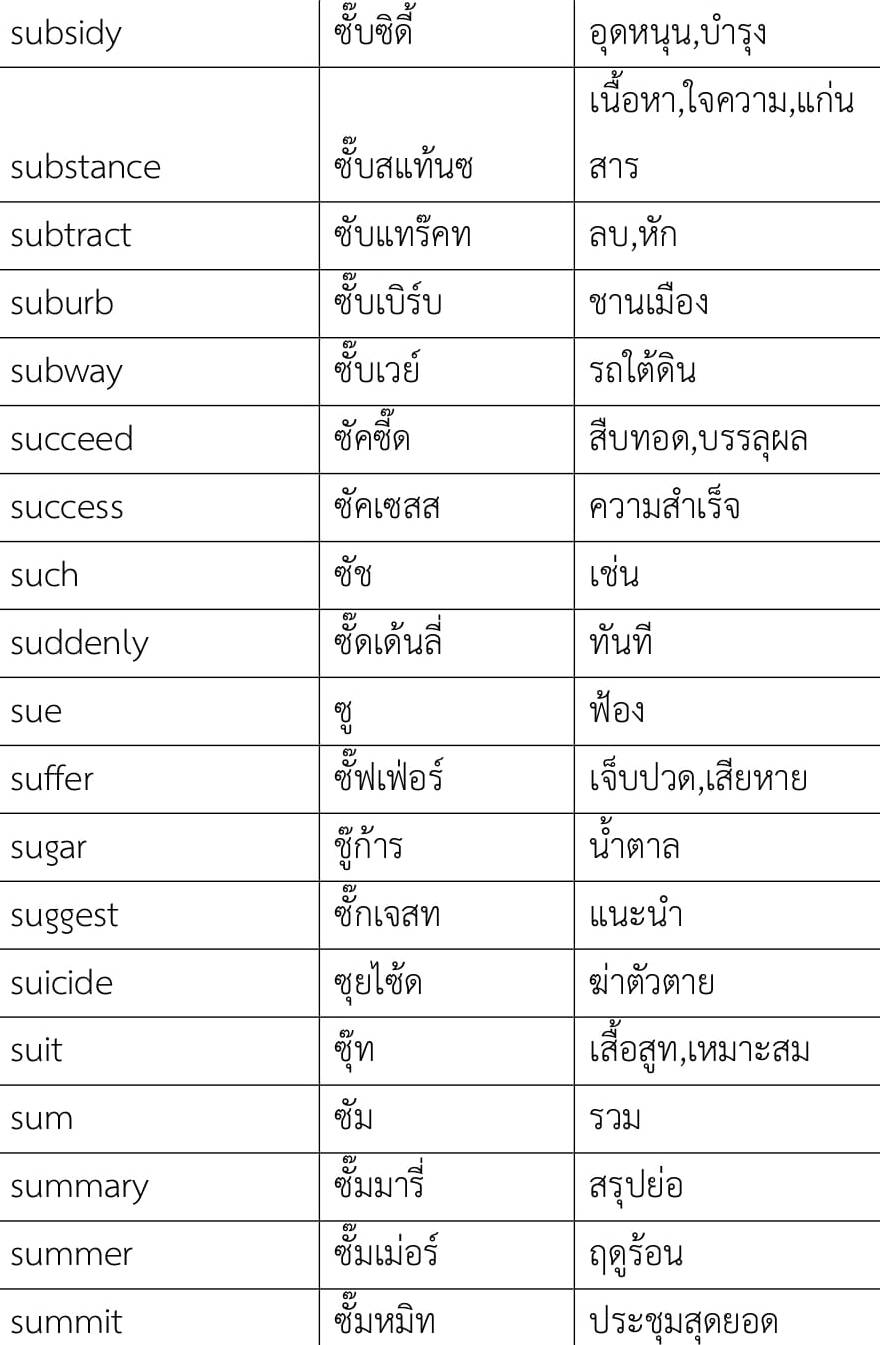 subsidy ซั๊บซิดี้ อุดหนุน,บำรุง
เนื้อหา,ใจความ,แก่น
substance ซั๊บสแท้นซ สาร
subtract ซับแทร๊คท ลบ,หัก
suburb ซั๊บเบิร์บ ชานเมือง
subway ซั๊บเวย์ รถใต้ดิน
succeed ซัคซี๊ด สืบทอด,บรรลุผล
success ซัคเซสส ความสำเร็จ
such ซัช เช่น
suddenly ซั๊ดเด้นลี่ ทันที
sue ซู ฟ้อง
suffer ซั๊ฟเฟ่อร์ เจ็บปวด,เสียหาย
sugar ชู๊ก้าร น้ำตาล
suggest ซั๊กเจสท แนะนำ
suicide ซุยไซ้ด ฆ่าตัวตาย
suit ซุ๊ท เสื้อสูท,เหมาะสม
sum ซัม รวม
summary ซั๊มมารี่ สรุปย่อ
summer ซั๊มเม่อร์ ฤดูร้อน
summit ซั๊มหมิท ประชุมสุดยอด